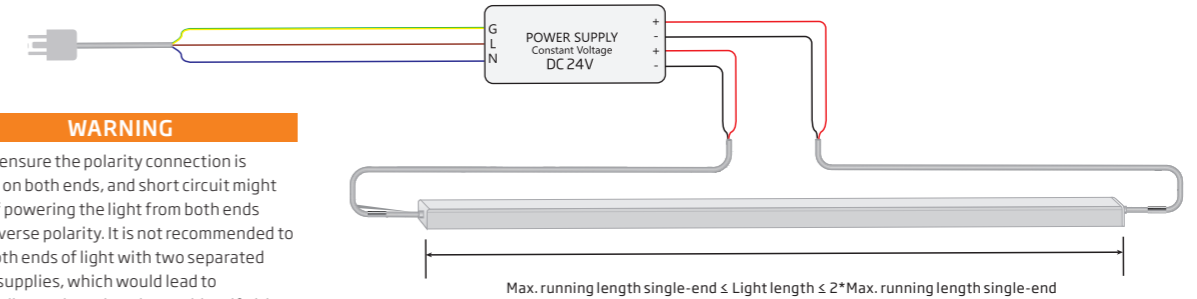 G
L
N
POWER SUPPLY
Constant Voltage
DC 24V
+
-
+
-
WARNING
ensure the polarity connection is
on both ends, and short circuit might
powering the light from both ends
verse polarity. It is not recommended to
oth ends of light with two separated
supplies, which would lead to
Max. running length single-end ≤ Light length ≤ 2*Max. running length single-end